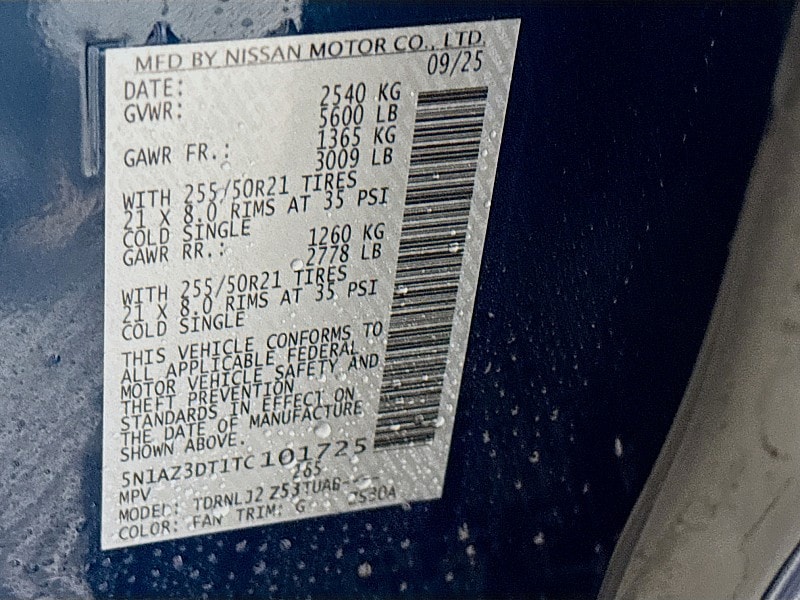 MFD BY NISSAN MOTOR CO., LTD.
DATE: 09/25
GVWR: 2540 KG
5600 LB
GAWR FR.: 1365 KG
3009 LB
WITH 255/50R21 TIRES
21 X 8.0 RIMS AT 35 PSI
COLD SINGLE
GAWR RR.: 1260 KG
2778 LB
WITH 255/50R21 TIRES
21 X 8.0 RIMS AT 35 PSI
COLD SINGLE
THIS VEHICLE CONFORMS TO
ALL APPLICABLE FEDERAL
MOTOR VEHICLE SAFETY AND
THEFT PREVENTION
STANDARDS IN EFFECT ON
THE DATE OF MANUFACTURE
SHOWN ABOVE.
5N1AZ3DT1TC101725
MPV 265
MODEL: TDRNLJ2 Z53TUAB--
COLOR: FAN TRIM: G